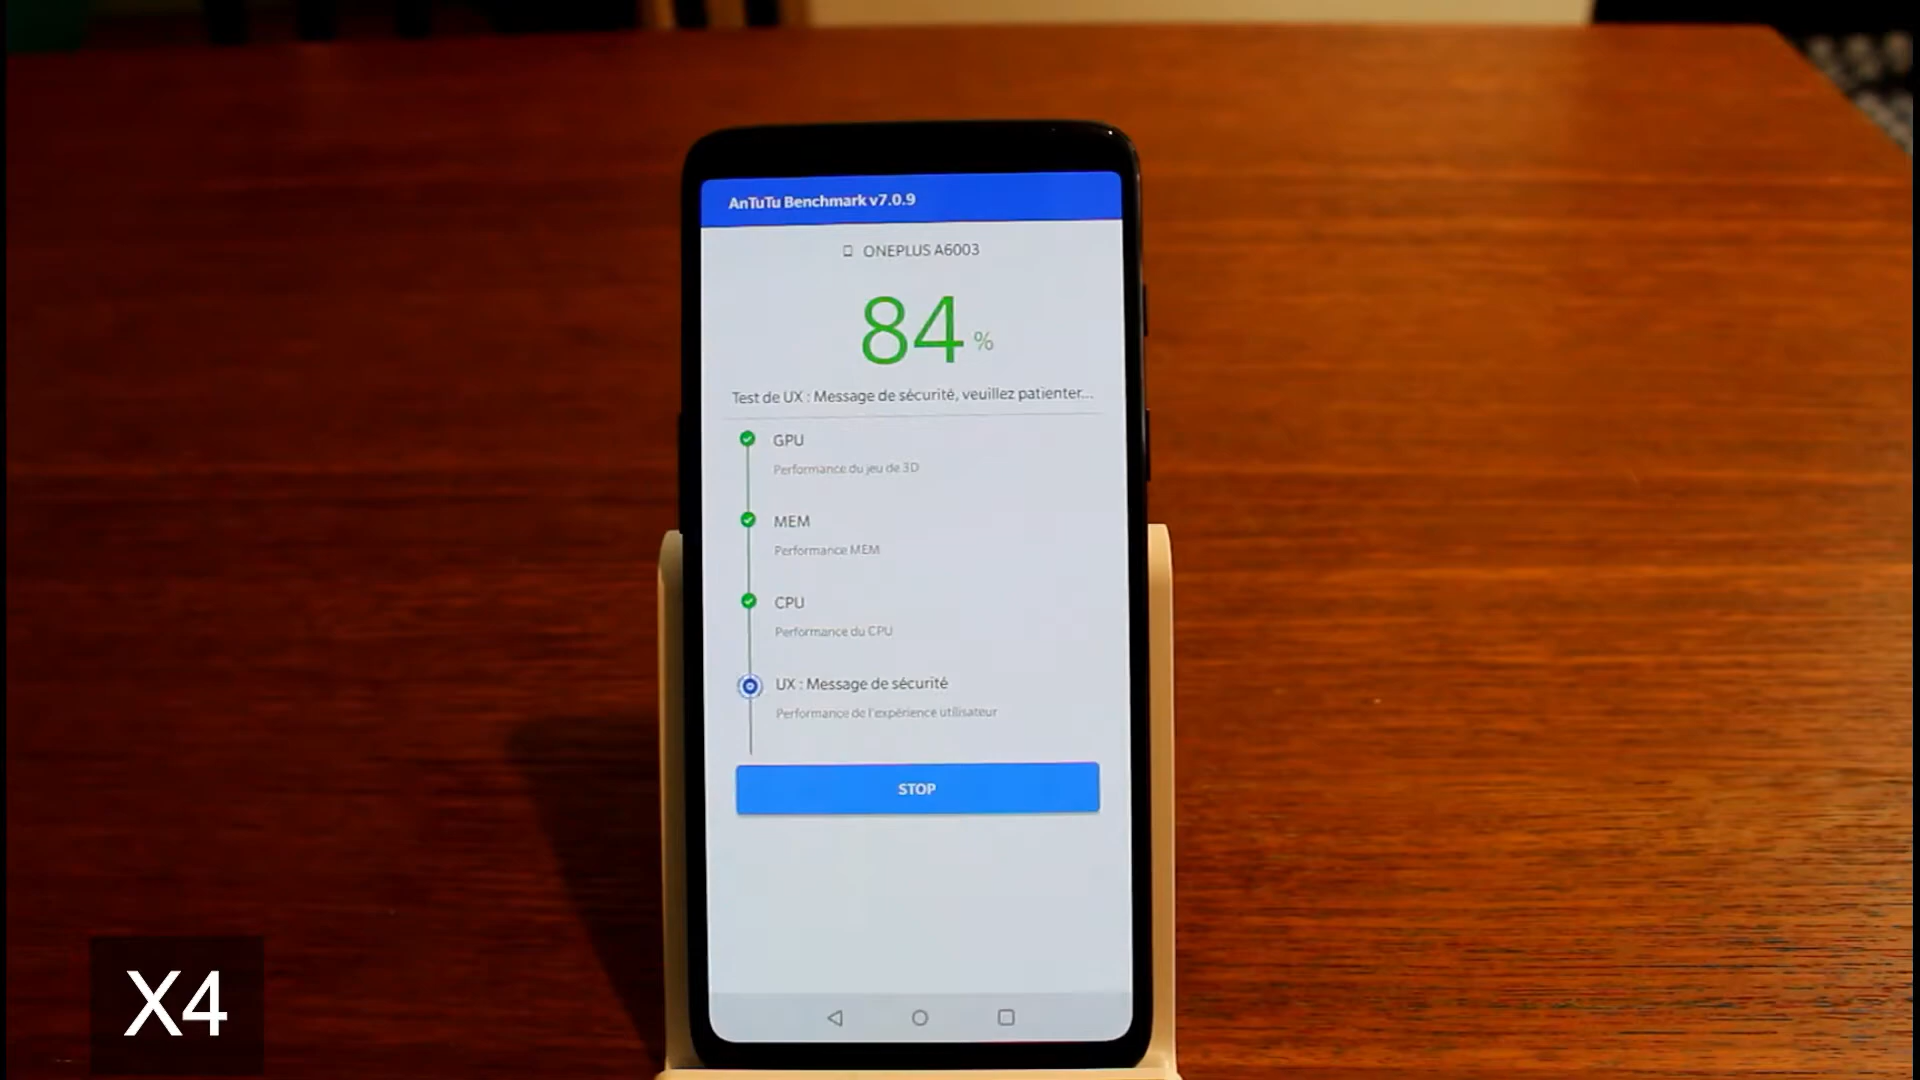 AnTuTu Benchmark v7.0.9
ONEPLUS A6003
84 %
Test de UX : Message de sécurité, veuillez patienter...
GPU
Performance du jeu de 3D
MEM
Performance MEM
CPU
Performance du CPU
UX : Message de sécurité
Performance de l'expérience utilisateur
STOP
X4